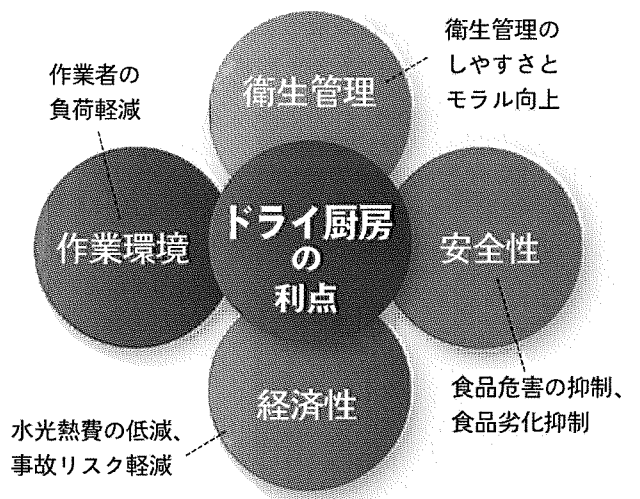 衛生管理の
しやすさと
モラル向上
作業者の
負荷軽減
衛生管理
ドライ厨房
の
利点
作業環境
安全性
経済性
食品危害の抑制、
食品劣化抑制
水光熱費の低減、
事故リスク軽減